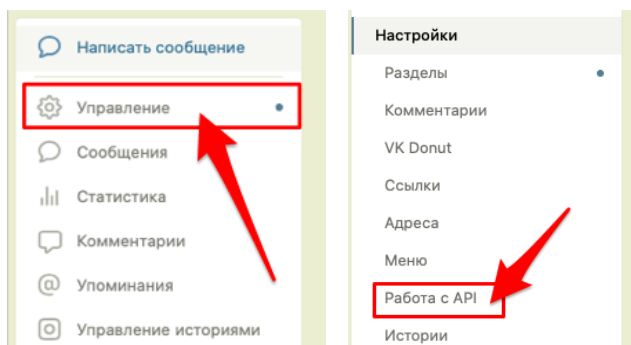 Написать сообщение
Управление
Сообщения
Статистика
Комментарии
Упоминания
Управление историями
Настройки
Разделы
Комментарии
VK Donut
Ссылки
Адреса
Меню
Работа с API
Истории